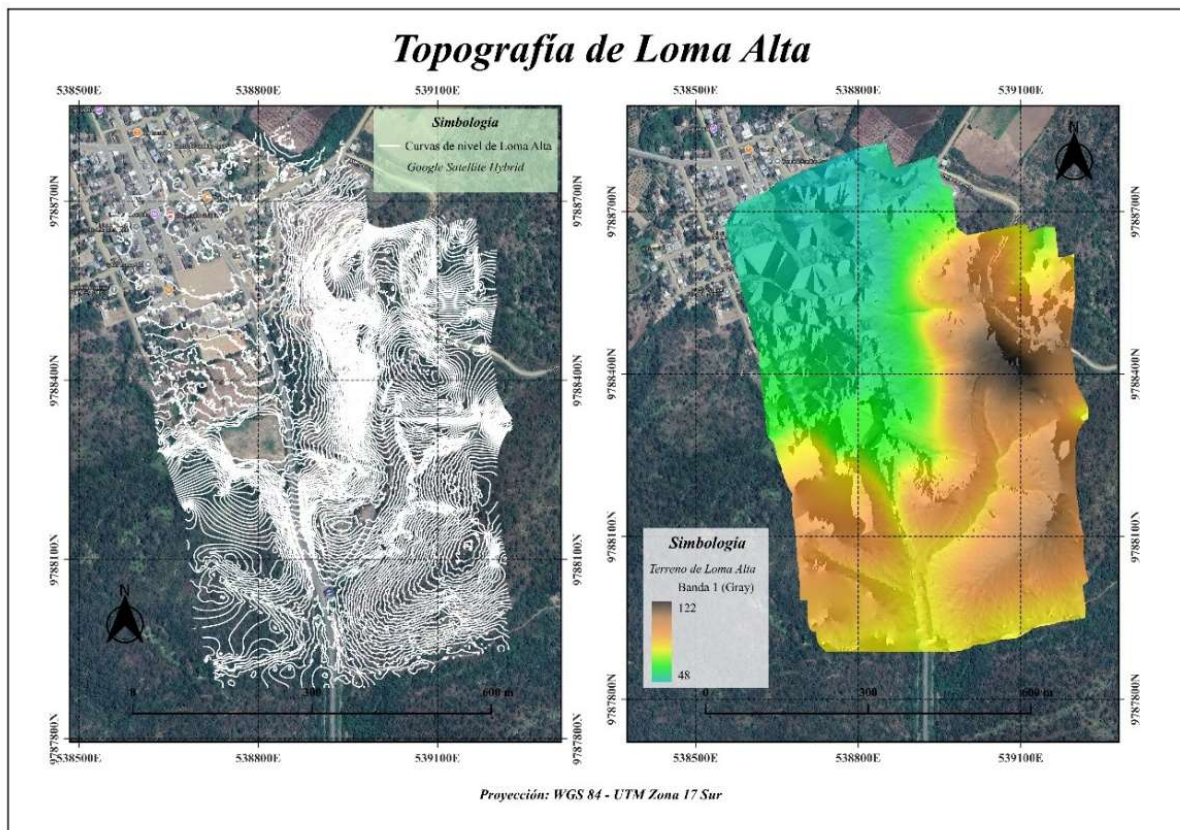 Topografía de Loma Alta
538500E 538800E 539100E
9788700N
9788400N
9788100N
9787800N
Simbología
Curvas de nivel de Loma Alta
Google Satellite Hybrid
N
0 300 600 m
9788700N
9788400N
9788100N
9787800N
538500E 538800E 539100E
538500E 538800E 539100E
9788700N
9788400N
9788100N
9787800N
N
Simbología
Terreno de Loma Alta
Banda 1 (Gray)
122
48
0 300 600 m
9788700N
9788400N
9788100N
9787800N
538500E 538800E 539100E
Proyección: WGS 84 - UTM Zona 17 Sur